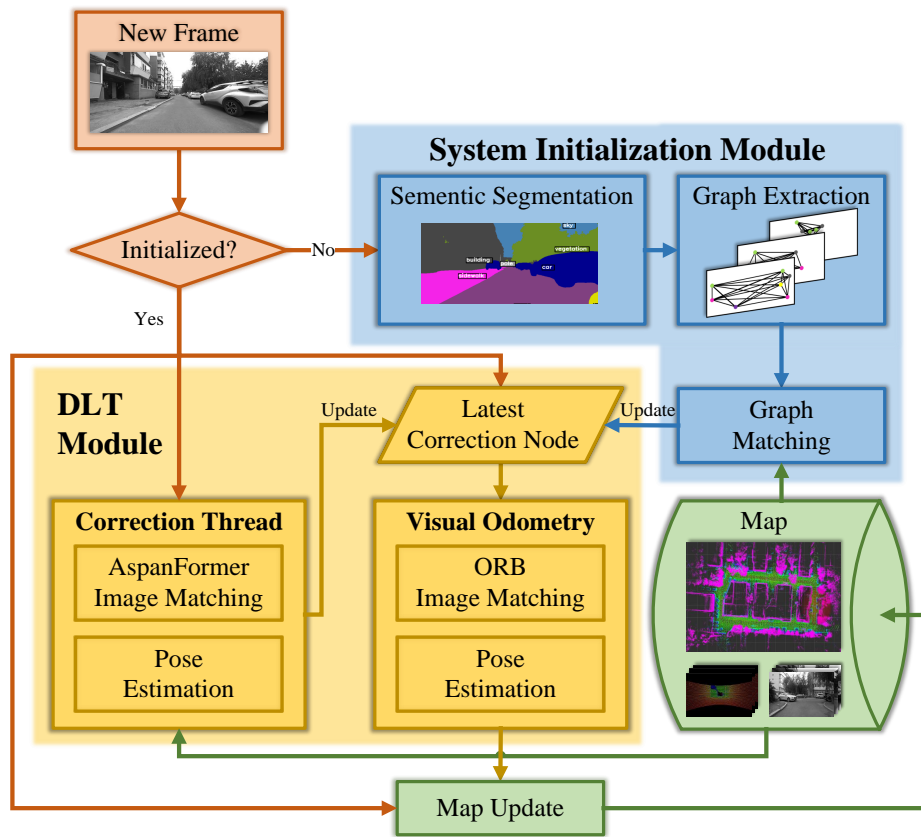 New Frame
System Initialization Module
Sementic Segmentation
sky
vegetation
building
pole
car
sidewalk
Graph Extraction
Initialized?
No
Yes
DLT
Module
Update
Latest
Correction Node
Update
Graph
Matching
Correction Thread
AspanFormer
Image Matching
Pose
Estimation
Visual Odometry
ORB
Image Matching
Pose
Estimation
Map
Map Update